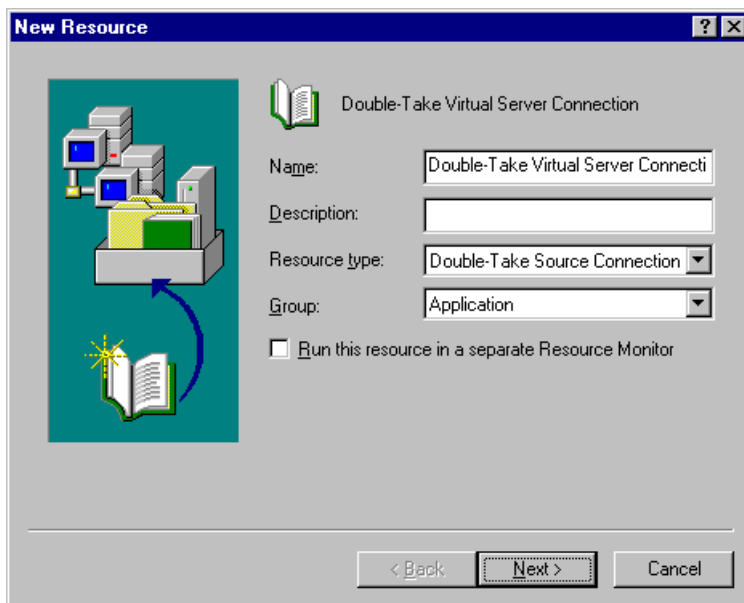 New Resource
Double-Take Virtual Server Connection
Name: Double-Take Virtual Server Connecti
Description:
Resource type: Double-Take Source Connection
Group: Application
Run this resource in a separate Resource Monitor
< Back Next > Cancel